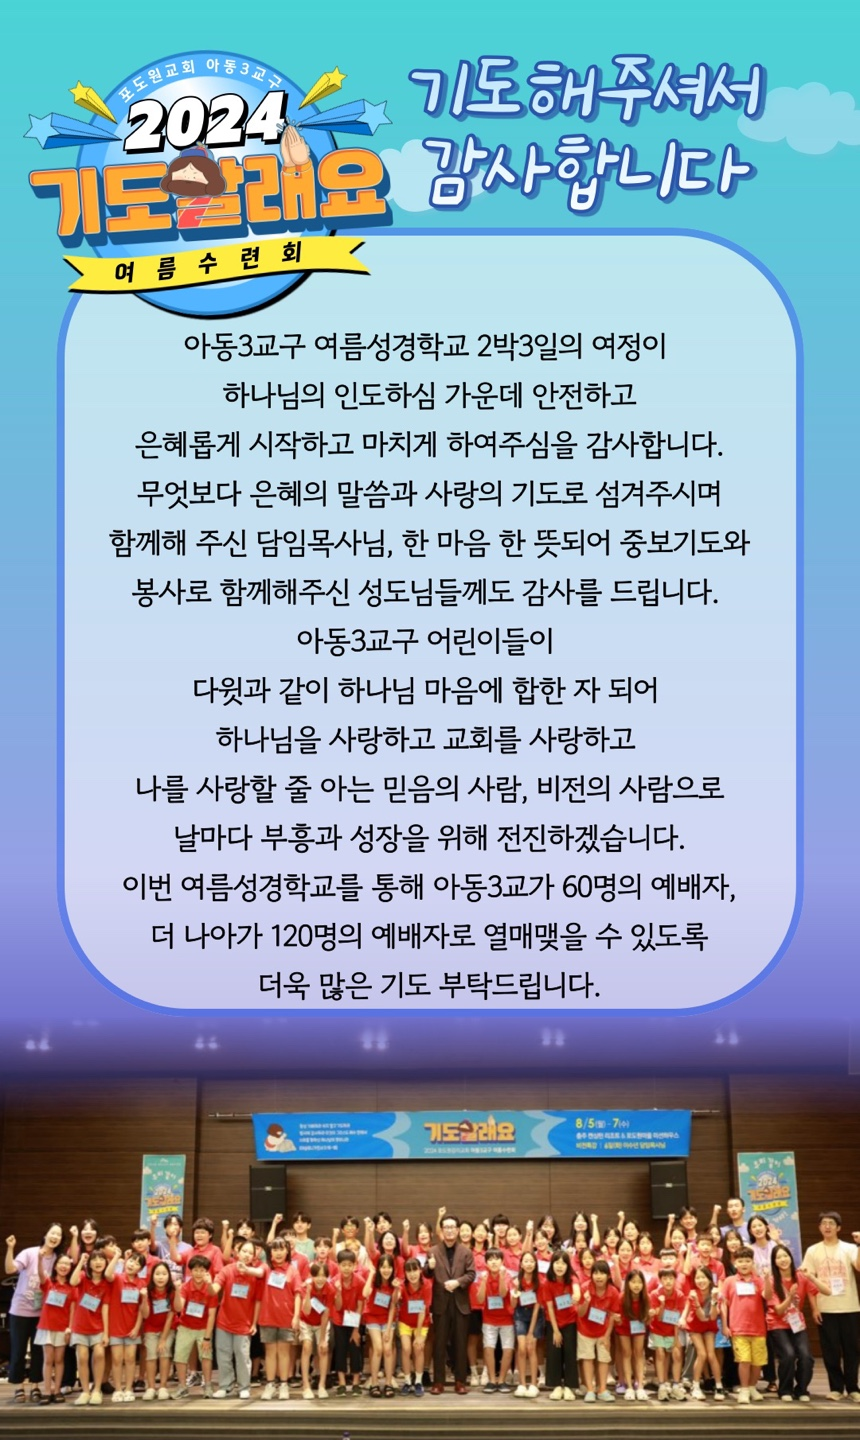 포도원교회 아동3교구
2024
기도할래요
여름수련회
기도해주셔서
감사합니다
아동3교구 여름성경학교 2박3일의 여정이
하나님의 인도하심 가운데 안전하고
은혜롭게 시작하고 마치게 하여주심을 감사합니다.
무엇보다 은혜의 말씀과 사랑의 기도로 섬겨주시며
함께해 주신 담임목사님, 한 마음 한 뜻되어 중보기도와
봉사로 함께해주신 성도님들께도 감사를 드립니다.
아동3교구 어린이들이
다윗과 같이 하나님 마음에 합한 자 되어
하나님을 사랑하고 교회를 사랑하고
나를 사랑할 줄 아는 믿음의 사람, 비전의 사람으로
날마다 부흥과 성장을 위해 전진하겠습니다.
이번 여름성경학교를 통해 아동3교가 60명의 예배자,
더 나아가 120명의 예배자로 열매맺을 수 있도록
더욱 많은 기도 부탁드립니다.
기도할래요
8/5(월) - 7(수)
2024
기도할래요